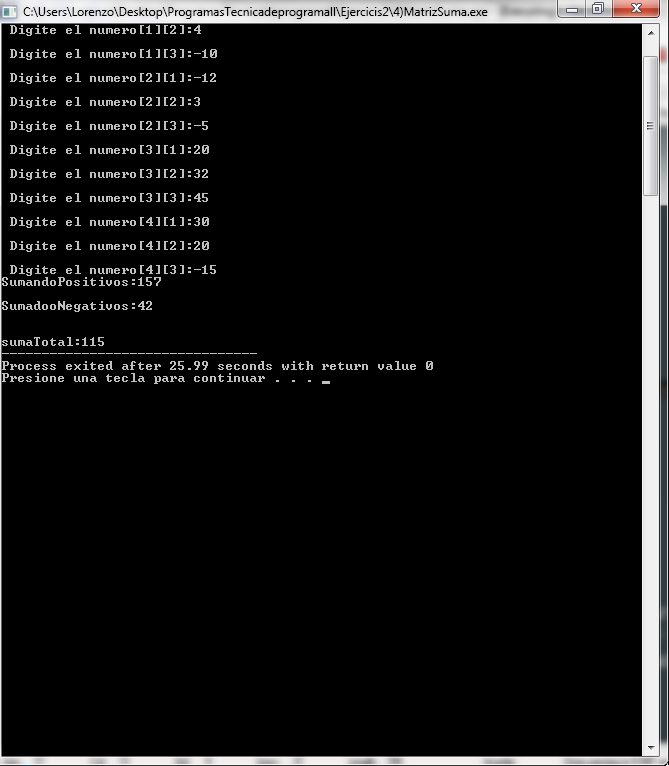 C:\Users\Lorenzo\Desktop\ProgramasTecnicadeprogramaII\Ejercicis2\4)MatrizSuma.exe
Digite el numero[1][2]:4
Digite el numero[1][3]:-10
Digite el numero[2][1]:-12
Digite el numero[2][2]:3
Digite el numero[2][3]:-5
Digite el numero[3][1]:20
Digite el numero[3][2]:32
Digite el numero[3][3]:45
Digite el numero[4][1]:30
Digite el numero[4][2]:20
Digite el numero[4][3]:-15
SumandoPositivos:157
SumadooNegativos:42
sumaTotal:115
--------------------------------
Process exited after 25.99 seconds with return value 0
Presione una tecla para continuar . . . _